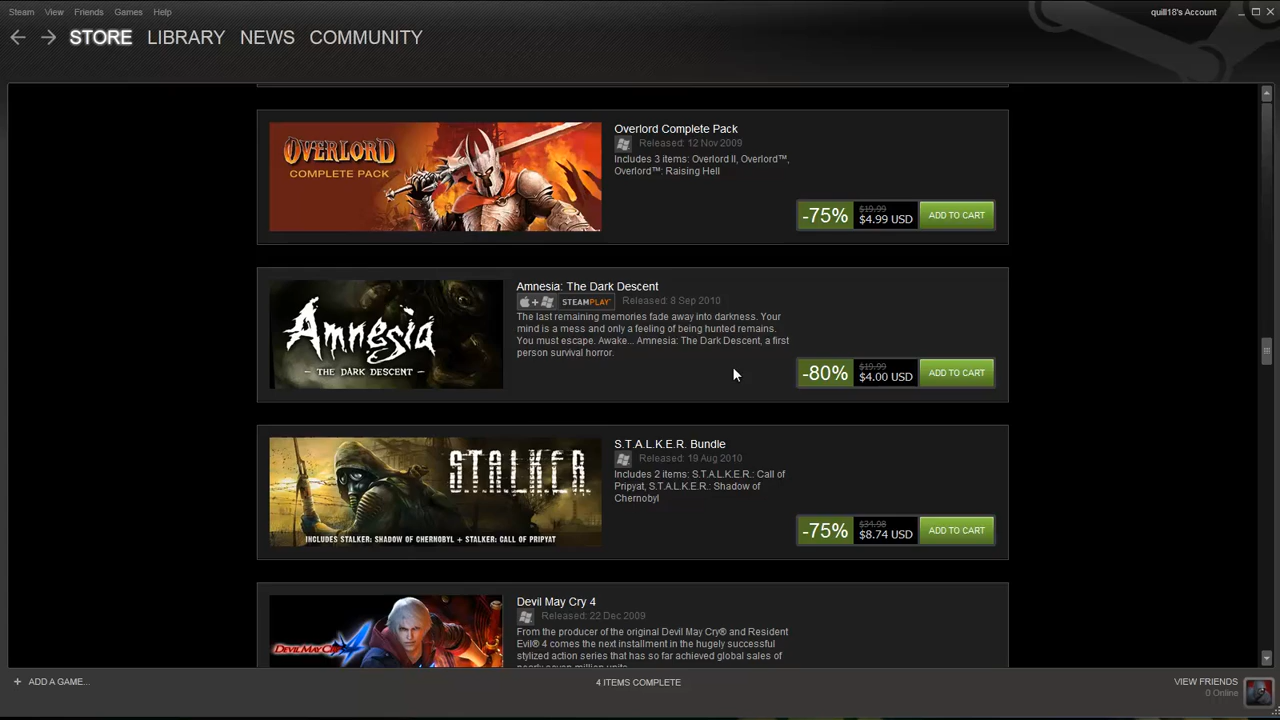 Steam View Friends Games Help
quill18's Account
STORE LIBRARY NEWS COMMUNITY
OVERLORD
COMPLETE PACK
Overlord Complete Pack
Released: 12 Nov 2009
Includes 3 items: Overlord II, Overlord™,
Overlord™: Raising Hell
-75%
$19.99
$4.99 USD
ADD TO CART
Amnesia
- THE DARK DESCENT -
Amnesia: The Dark Descent
+ STEAMPLAY™ Released: 8 Sep 2010
The last remaining memories fade away into darkness. Your
mind is a mess and only a feeling of being hunted remains.
You must escape. Awake... Amnesia: The Dark Descent, a first
person survival horror.
-80%
$19.99
$4.00 USD
ADD TO CART
S.T.A.L.K.E.R.
INCLUDES STALKER: SHADOW OF CHERNOBYL + STALKER: CALL OF PRIPYAT
S.T.A.L.K.E.R. Bundle
Released: 19 Aug 2010
Includes 2 items: S.T.A.L.K.E.R.: Call of
Pripyat, S.T.A.L.K.E.R.: Shadow of
Chernobyl
-75%
$34.98
$8.74 USD
ADD TO CART
DEVIL MAY CRY 4
Devil May Cry 4
Released: 22 Dec 2009
From the producer of the original Devil May Cry® and Resident
Evil® 4 comes the next installment in the hugely successful
stylized action series that has so far achieved global sales of
nearly seven million units
+ ADD A GAME...
4 ITEMS COMPLETE
VIEW FRIENDS
0 Online